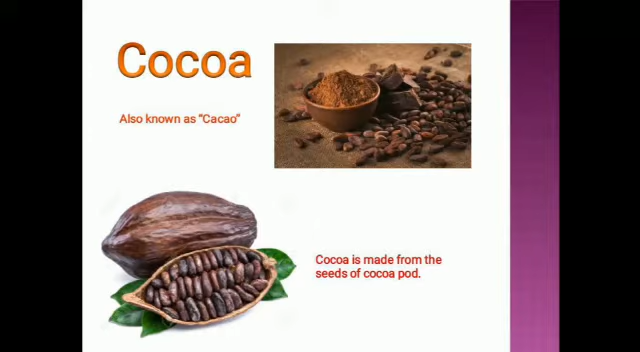 Cocoa
Also known as “Cacao”
Cocoa is made from the
seeds of cocoa pod.